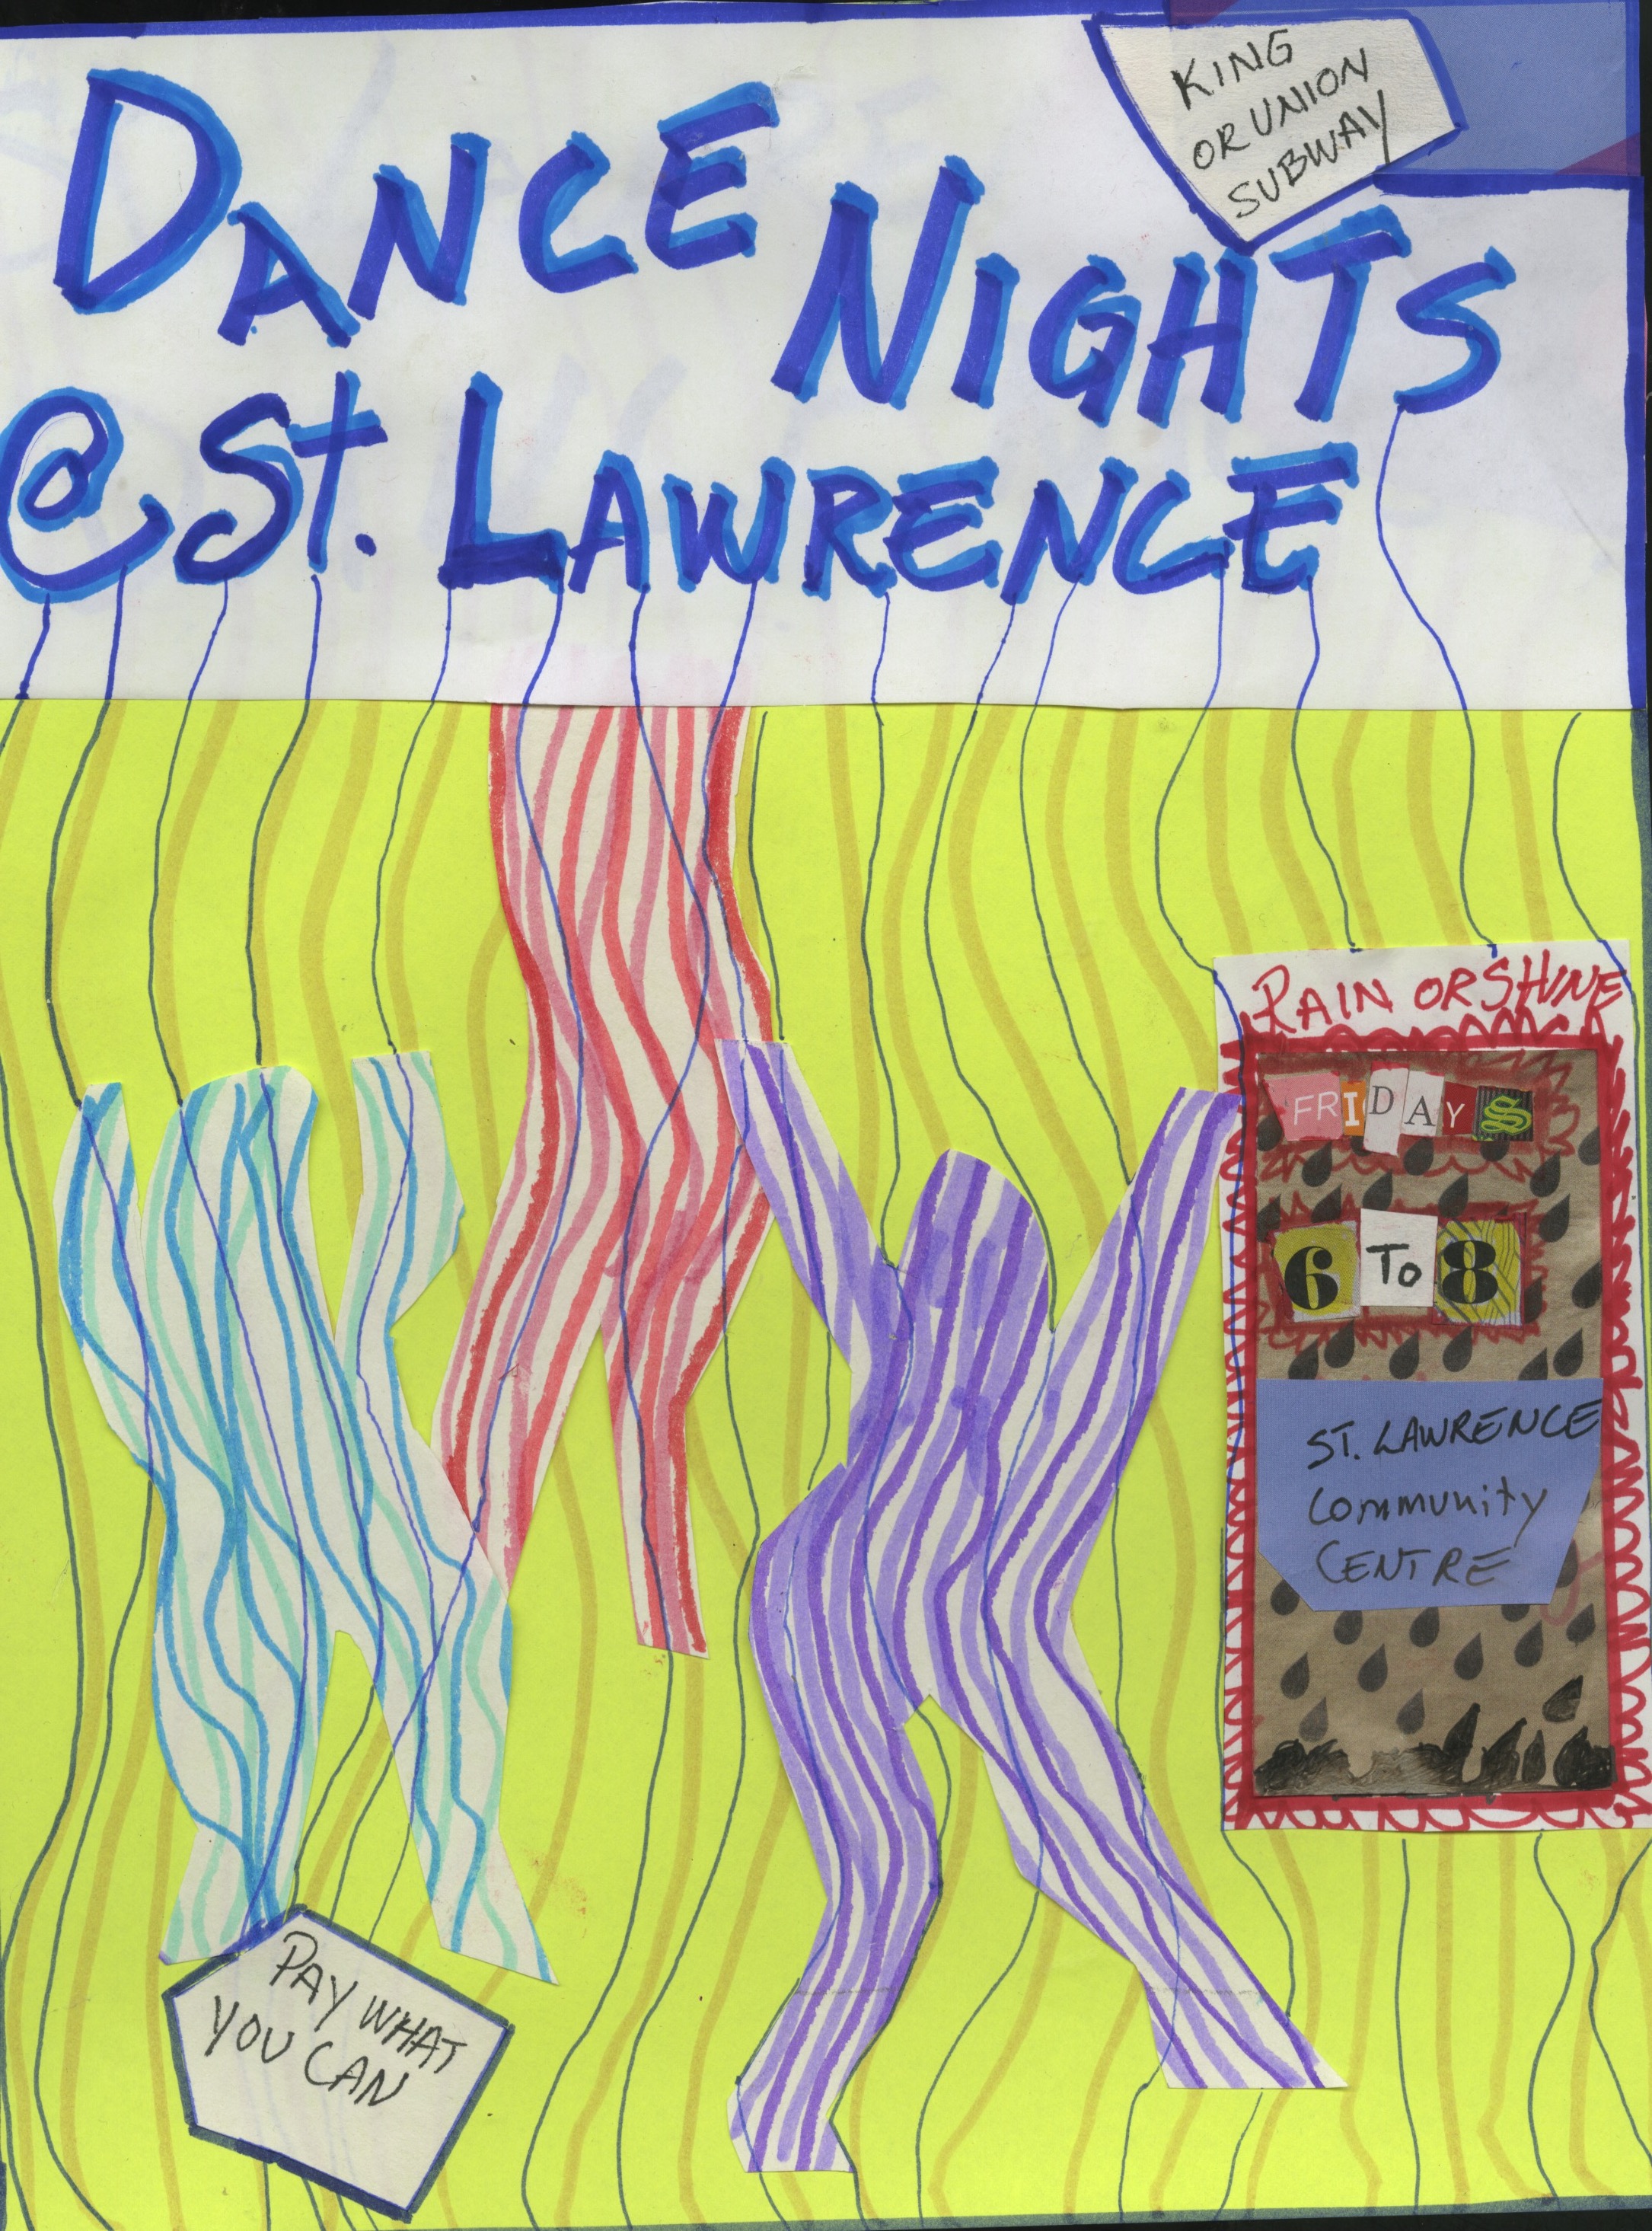 KING
OR UNION
SUBWAY
DANCE NIGHTS
@ St. LAWRENCE
RAIN OR SHINE
FRIDAYS
6 To 8
ST. LAWRENCE
Community
CENTRE
PAY WHAT
YOU CAN